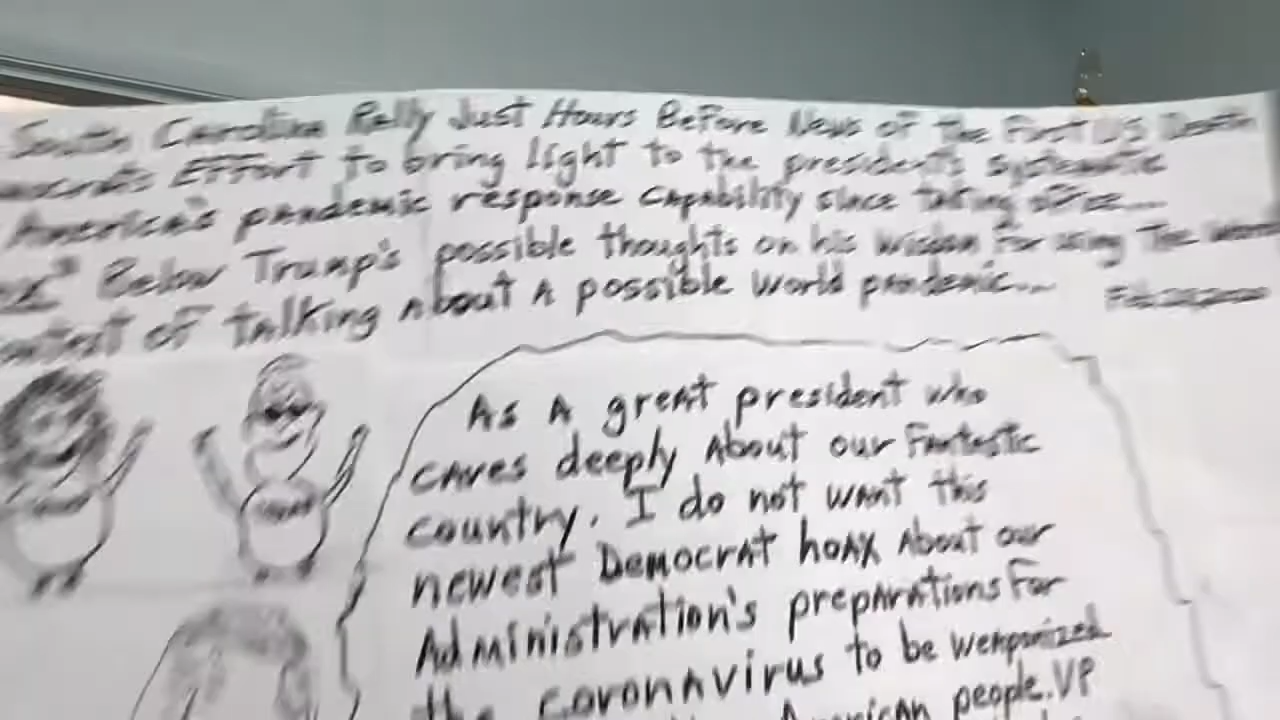 South Carolina Rally Just Hours Before News of the First US Death
Effort to bring light to the president's systematic
America's pandemic response capability since taking office....
Below Trump's possible thoughts on his wisdom for using The word
of talking About A possible World pandemic...
As A great president who
cares deeply About our Fantastic
country. I do not want this
newest Democrat hoax About our
Administration's preparations For
the coronavirus to be weaponized
American people. VP